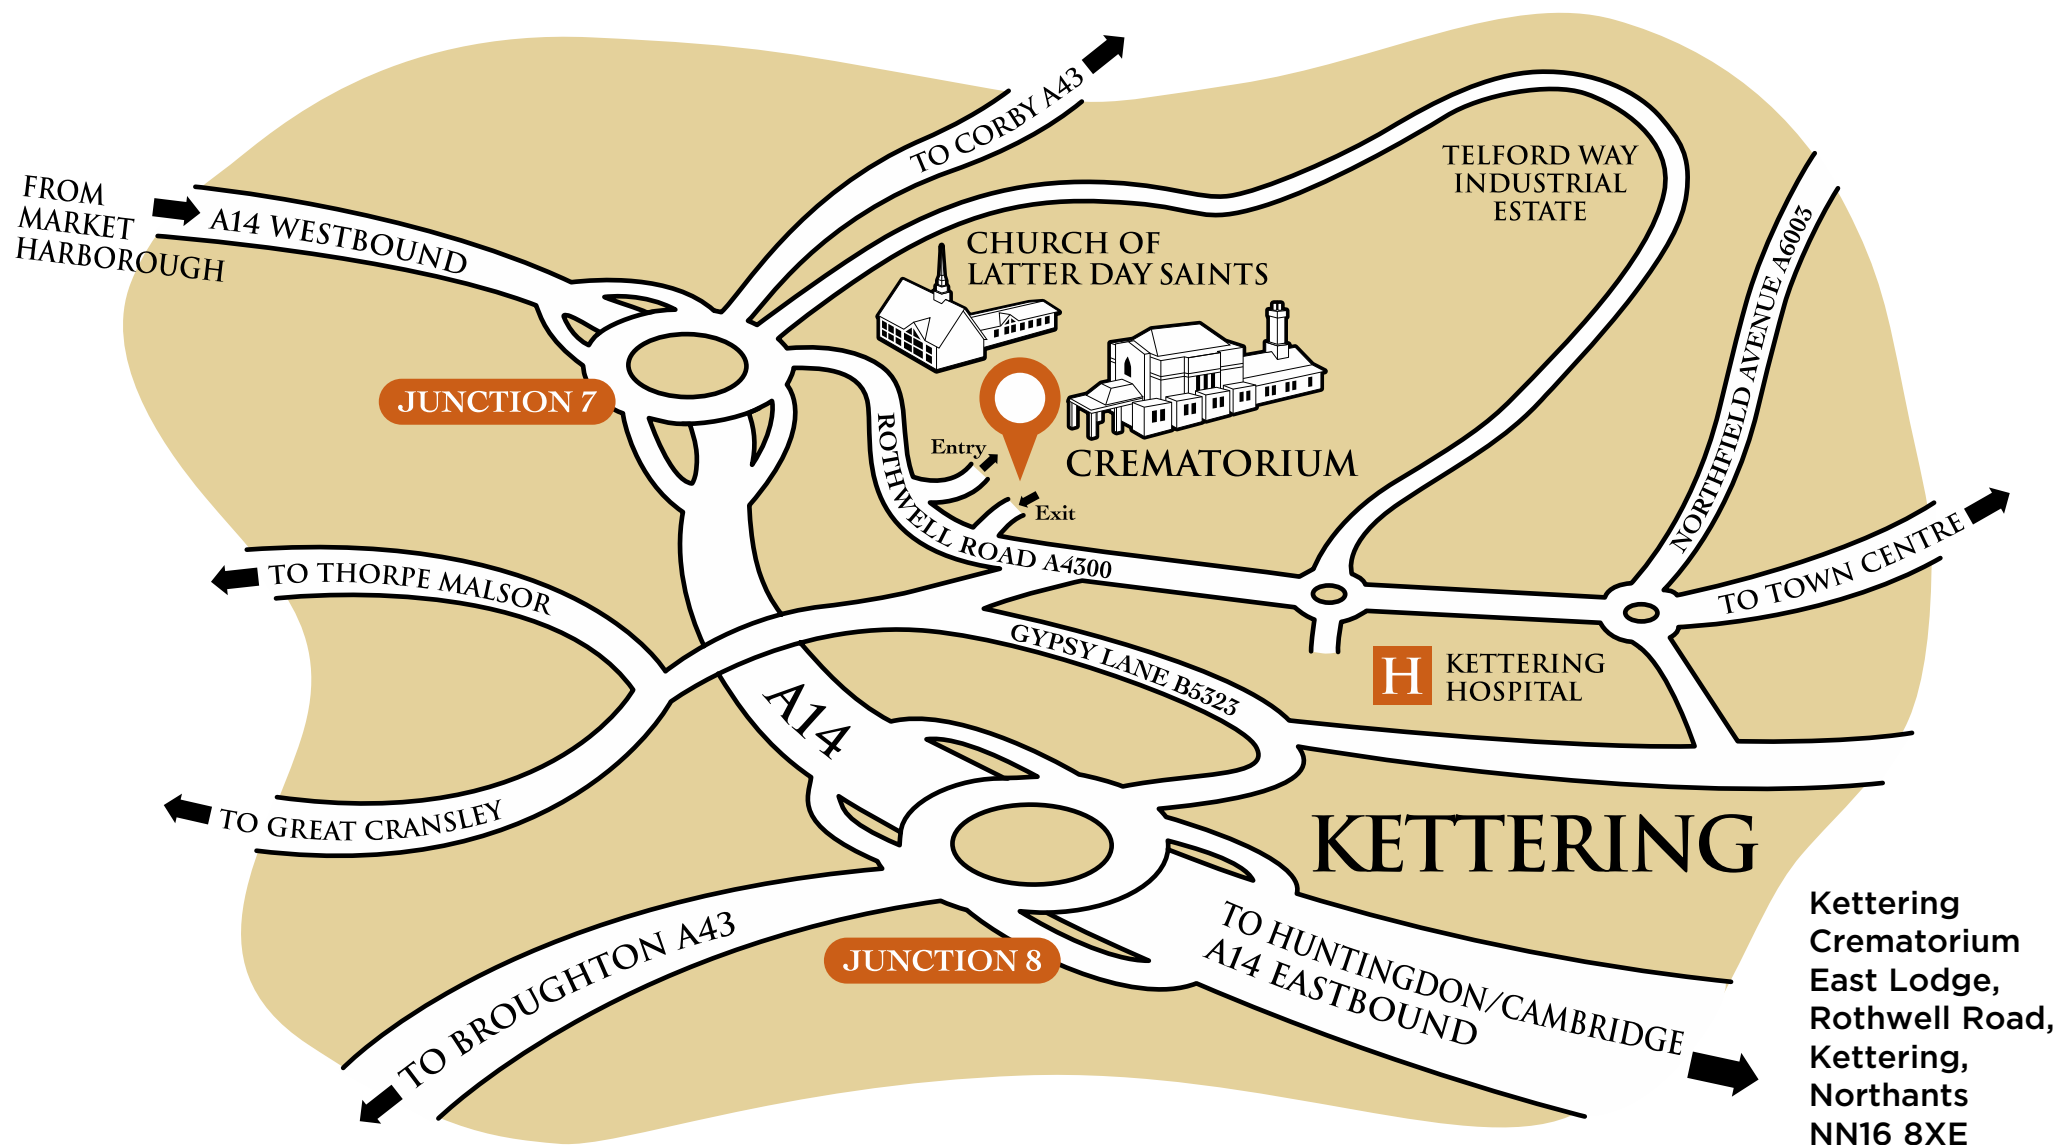 TO CORBY A43
FROM
MARKET
HARBOROUGH
A14 WESTBOUND
TELFORD WAY
INDUSTRIAL
ESTATE
NORTHFIELD AVENUE A6003
CHURCH OF
LATTER DAY SAINTS
JUNCTION 7
Entry
CREMATORIUM
Exit
ROTHWELL ROAD A4300
TO TOWN CENTRE
TO THORPE MALSOR
GYPSY LANE B5323
H
KETTERING
HOSPITAL
A14
TO GREAT CRANSLEY
KETTERING
TO BROUGHTON A43
JUNCTION 8
TO HUNTINGDON/CAMBRIDGE
A14 EASTBOUND
Kettering
Crematorium
East Lodge,
Rothwell Road,
Kettering,
Northants
NN16 8XE